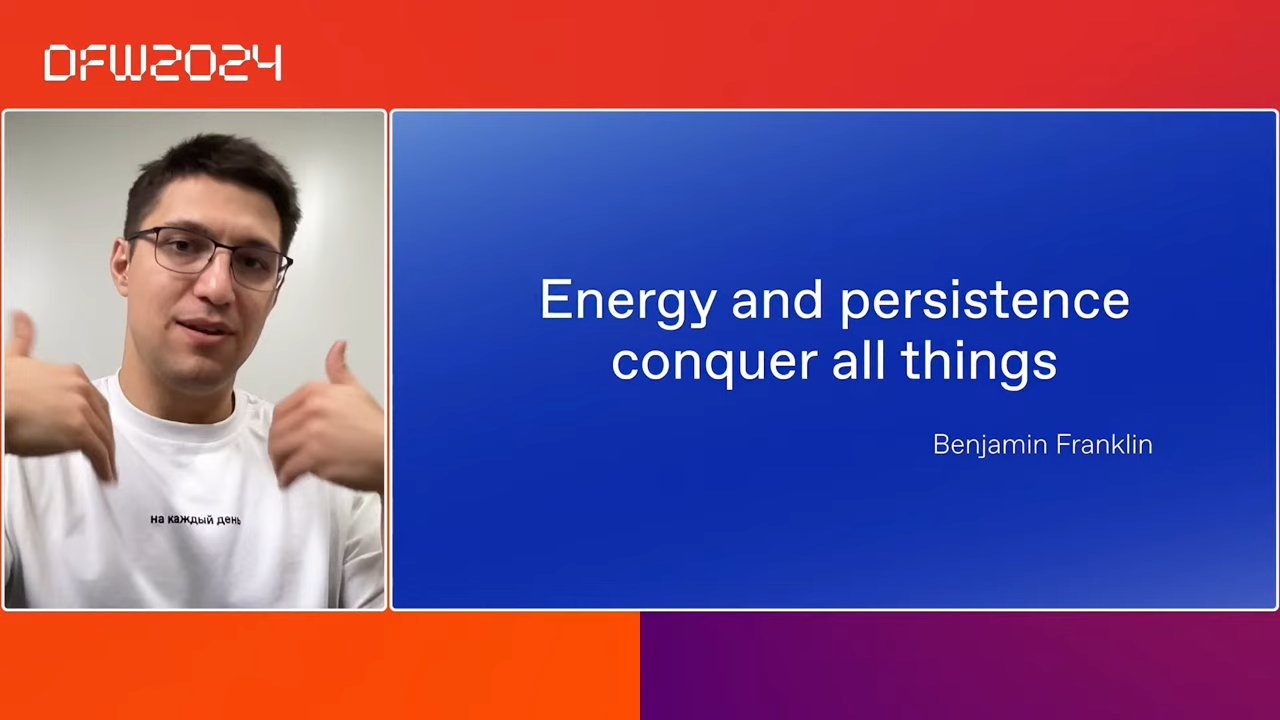 DFW2024
Energy and persistence
conquer all things
Benjamin Franklin
на каждый день